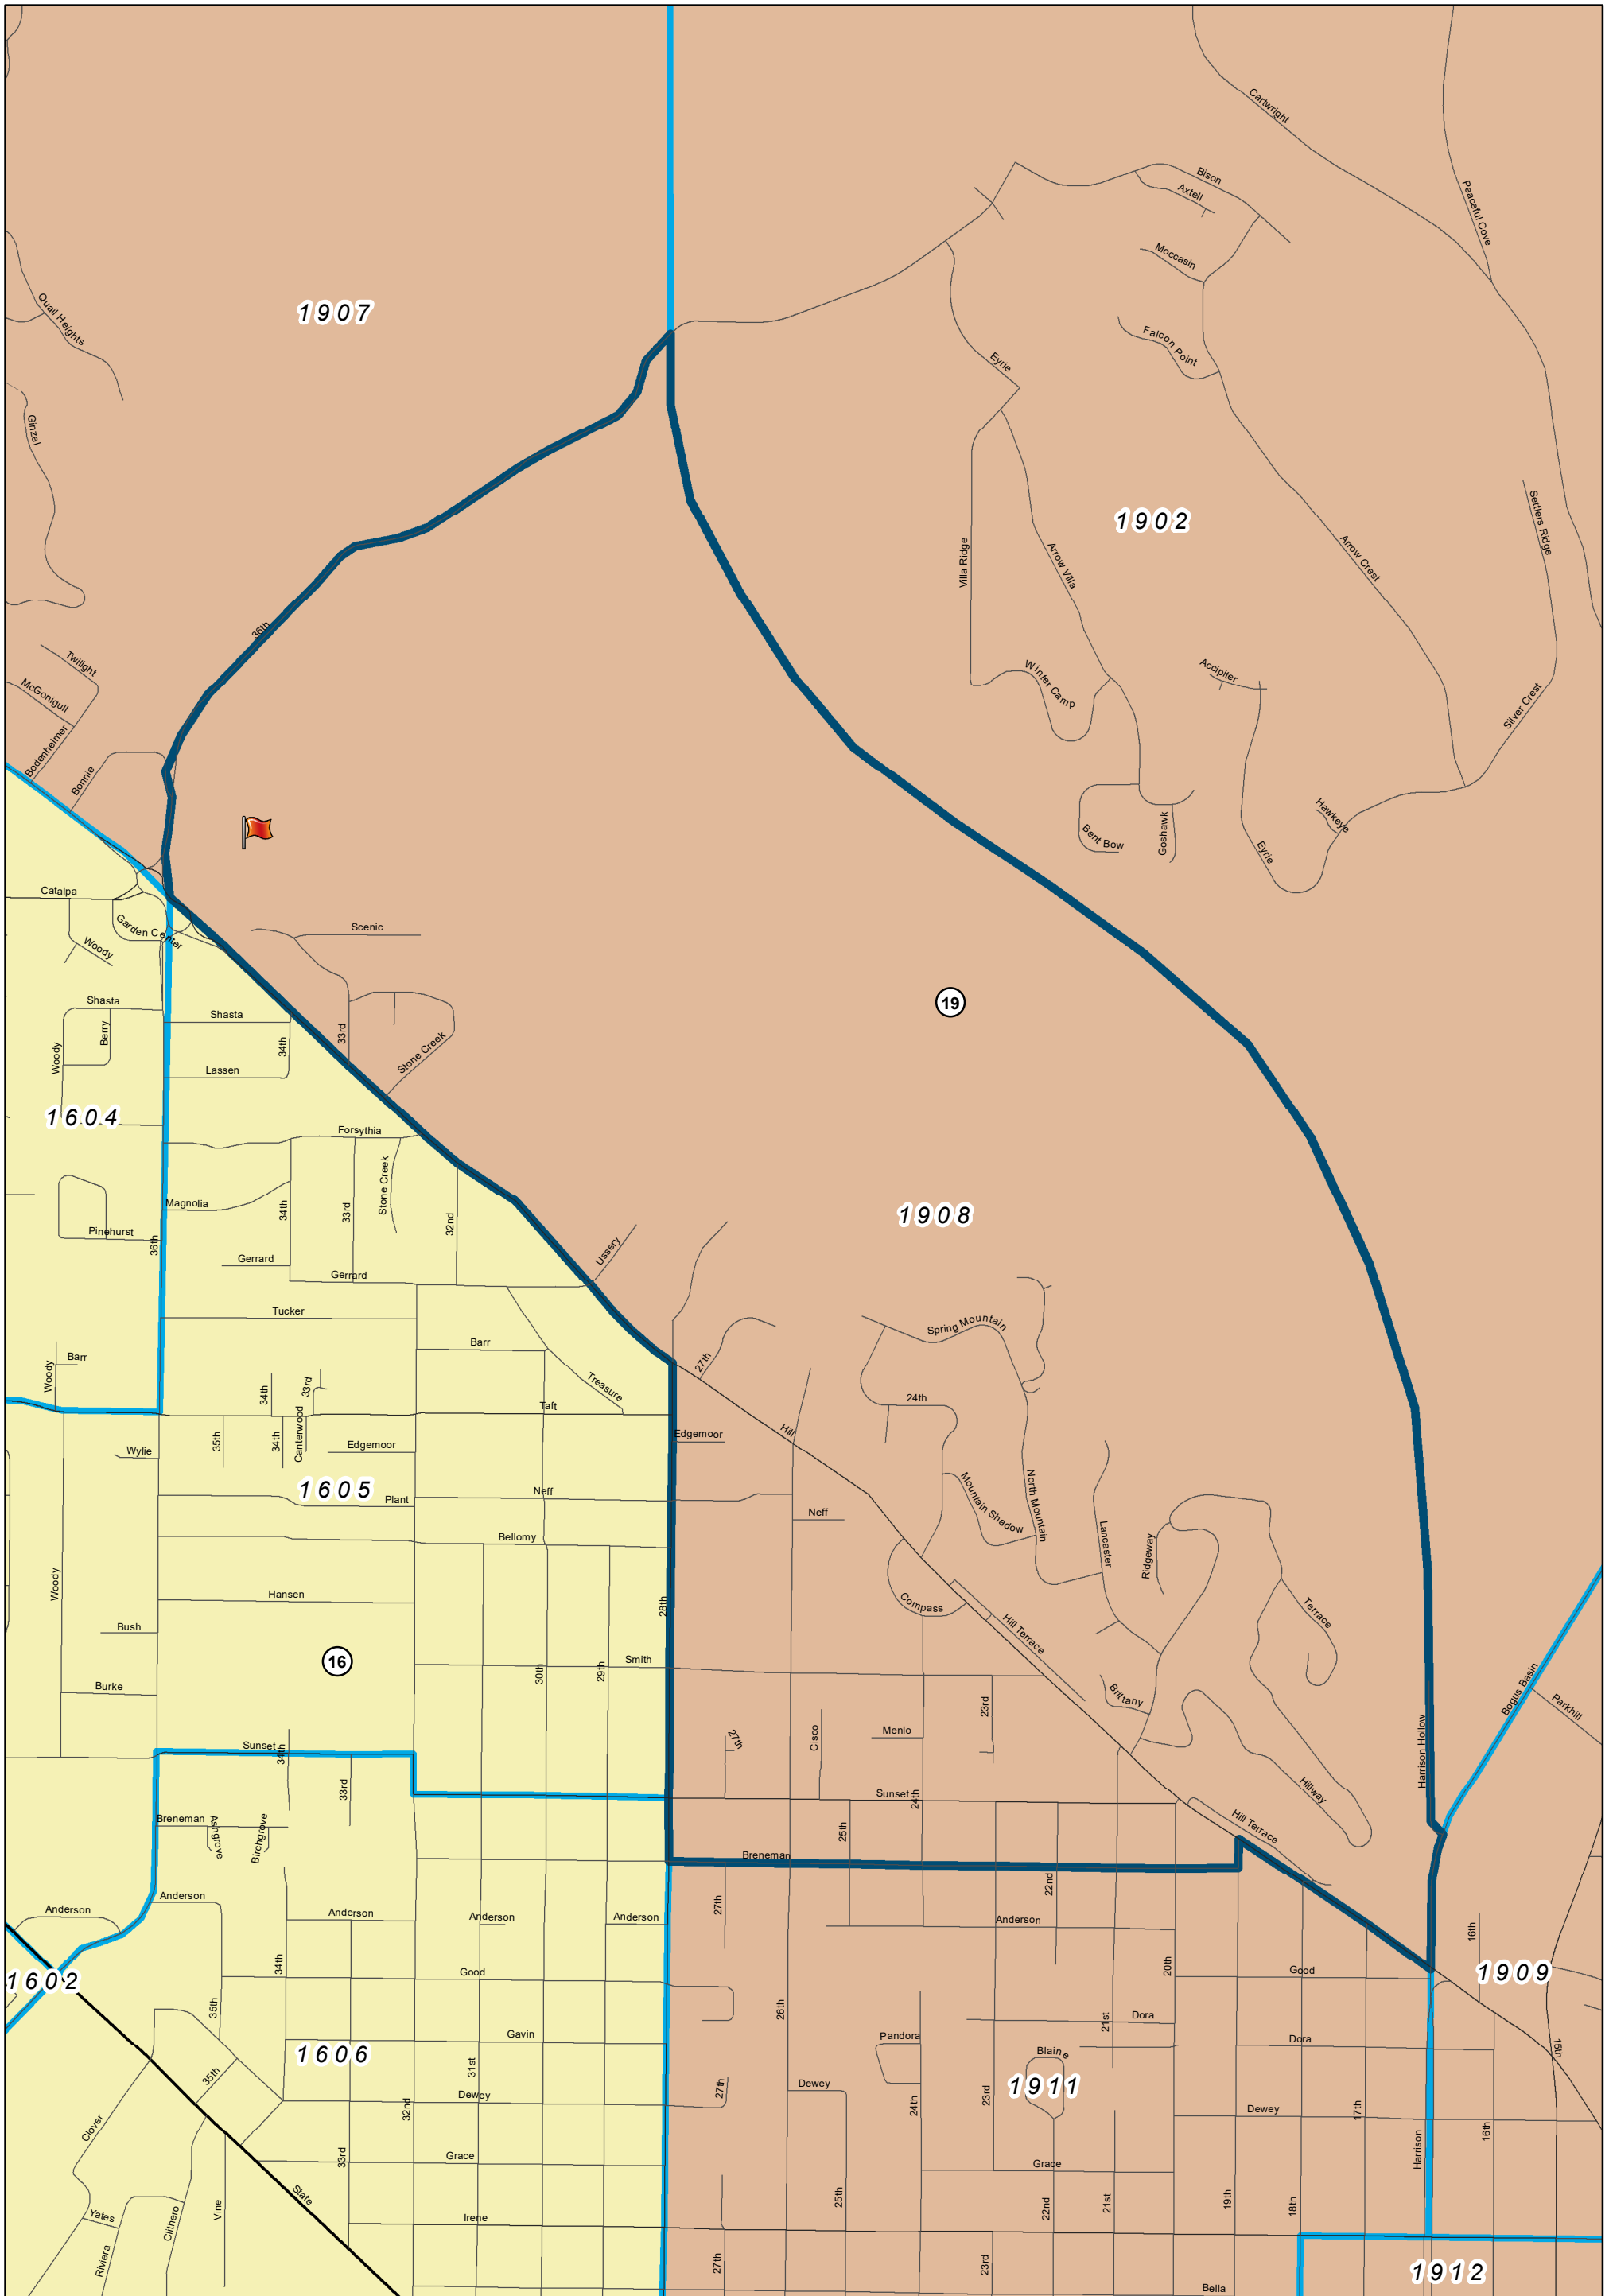 Cartwright
Peaceful Cove
Bison
Axtell
Moccasin
Quail Heights
1907
Falcon Point
Eyrie
Ginzel
1902
Settlers Ridge
Villa Ridge
Arrow Villa
Arrow Crest
36th
Twilight
McGonigull
Winter Camp
Accipiter
Silver Crest
Bodenheimer
Bonnie
Hawkeye
Bent Bow
Goshawk
Eyrie
Catalpa
Garden Center
Scenic
Woody
Shasta
Shasta
19
Berry
Woody
34th
33rd
Stone Creek
Lassen
1604
Forsythia
Stone Creek
Magnolia
34th
33rd
32nd
1908
Pinehurst
36th
Gerrard
Gerrard
Ussery
Tucker
Spring Mountain
Barr
Barr
27th
Woody
34th
33rd
Treasure
24th
Taft
Canterwood
Hill
Edgemoor
35th
34th
Edgemoor
Wylie
1605
Plant
Neff
Neff
Mountain Shadow
North Mountain
Bellomy
Lancaster
Ridgeway
Woody
Hansen
28th
Compass
Hill Terrace
Terrace
Bush
16
Smith
30th
29th
Burke
Brittany
23rd
Bogus Basin
Parkhill
Sunset
34th
27th
Cisco
Menlo
Harrison Hollow
33rd
Sunset
24th
Hillway
Breneman
Ashgrove
Birchgrove
25th
Hill Terrace
Breneman
22nd
Anderson
Anderson
Anderson
Anderson
Anderson
27th
Anderson
16th
34th
20th
1602
Good
Good
1909
35th
26th
21st
Dora
Gavin
Pandora
Dora
15th
1606
Blaine
35th
31st
1911
Dewey
27th
Dewey
23rd
32nd
24th
Dewey
17th
Clover
16th
Grace
33rd
Grace
Harrison
State
Vine
25th
22nd
21st
19th
18th
Yates
Clithero
Irene
Riviera
27th
23rd
1912
Bella